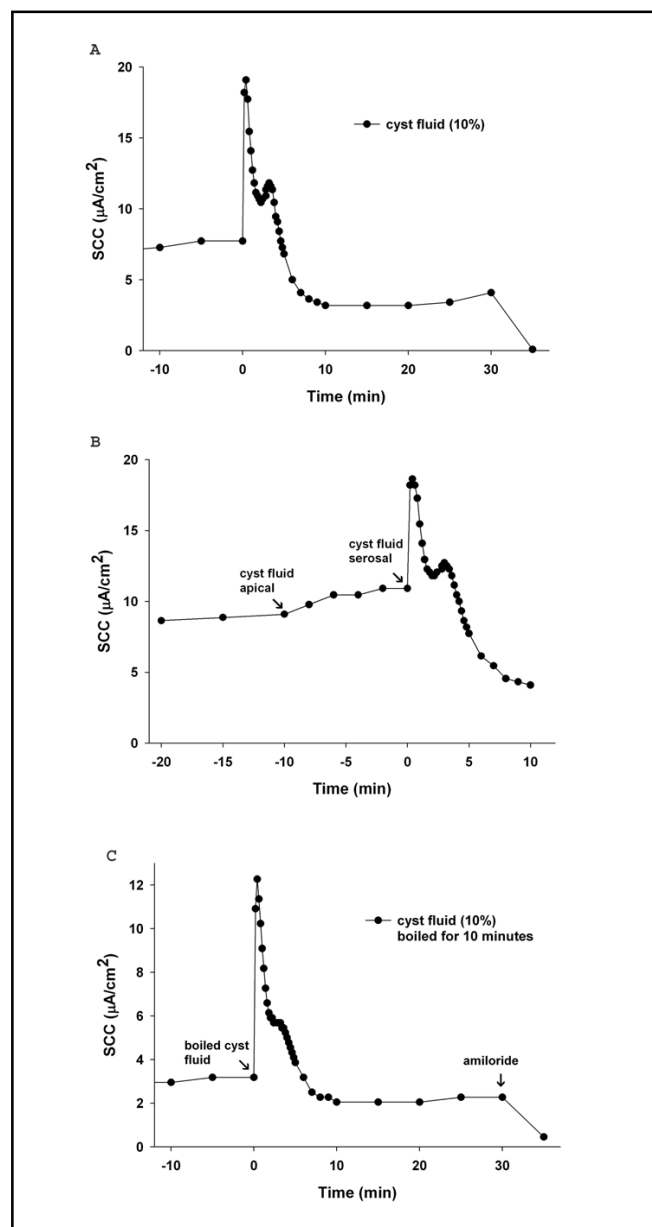 A
20
15
10
5
0
SCC (µA/cm²)
cyst fluid (10%)
-10 0 10 20 30
Time (min)
B
20
15
10
5
0
SCC (µA/cm²)
cyst fluid
apical
cyst fluid
serosal
-20 -15 -10 -5 0 5 10
Time (min)
C
12
10
8
6
4
2
0
SCC (µA/cm²)
cyst fluid (10%)
boiled for 10 minutes
boiled cyst
fluid
amiloride
-10 0 10 20 30
Time (min)